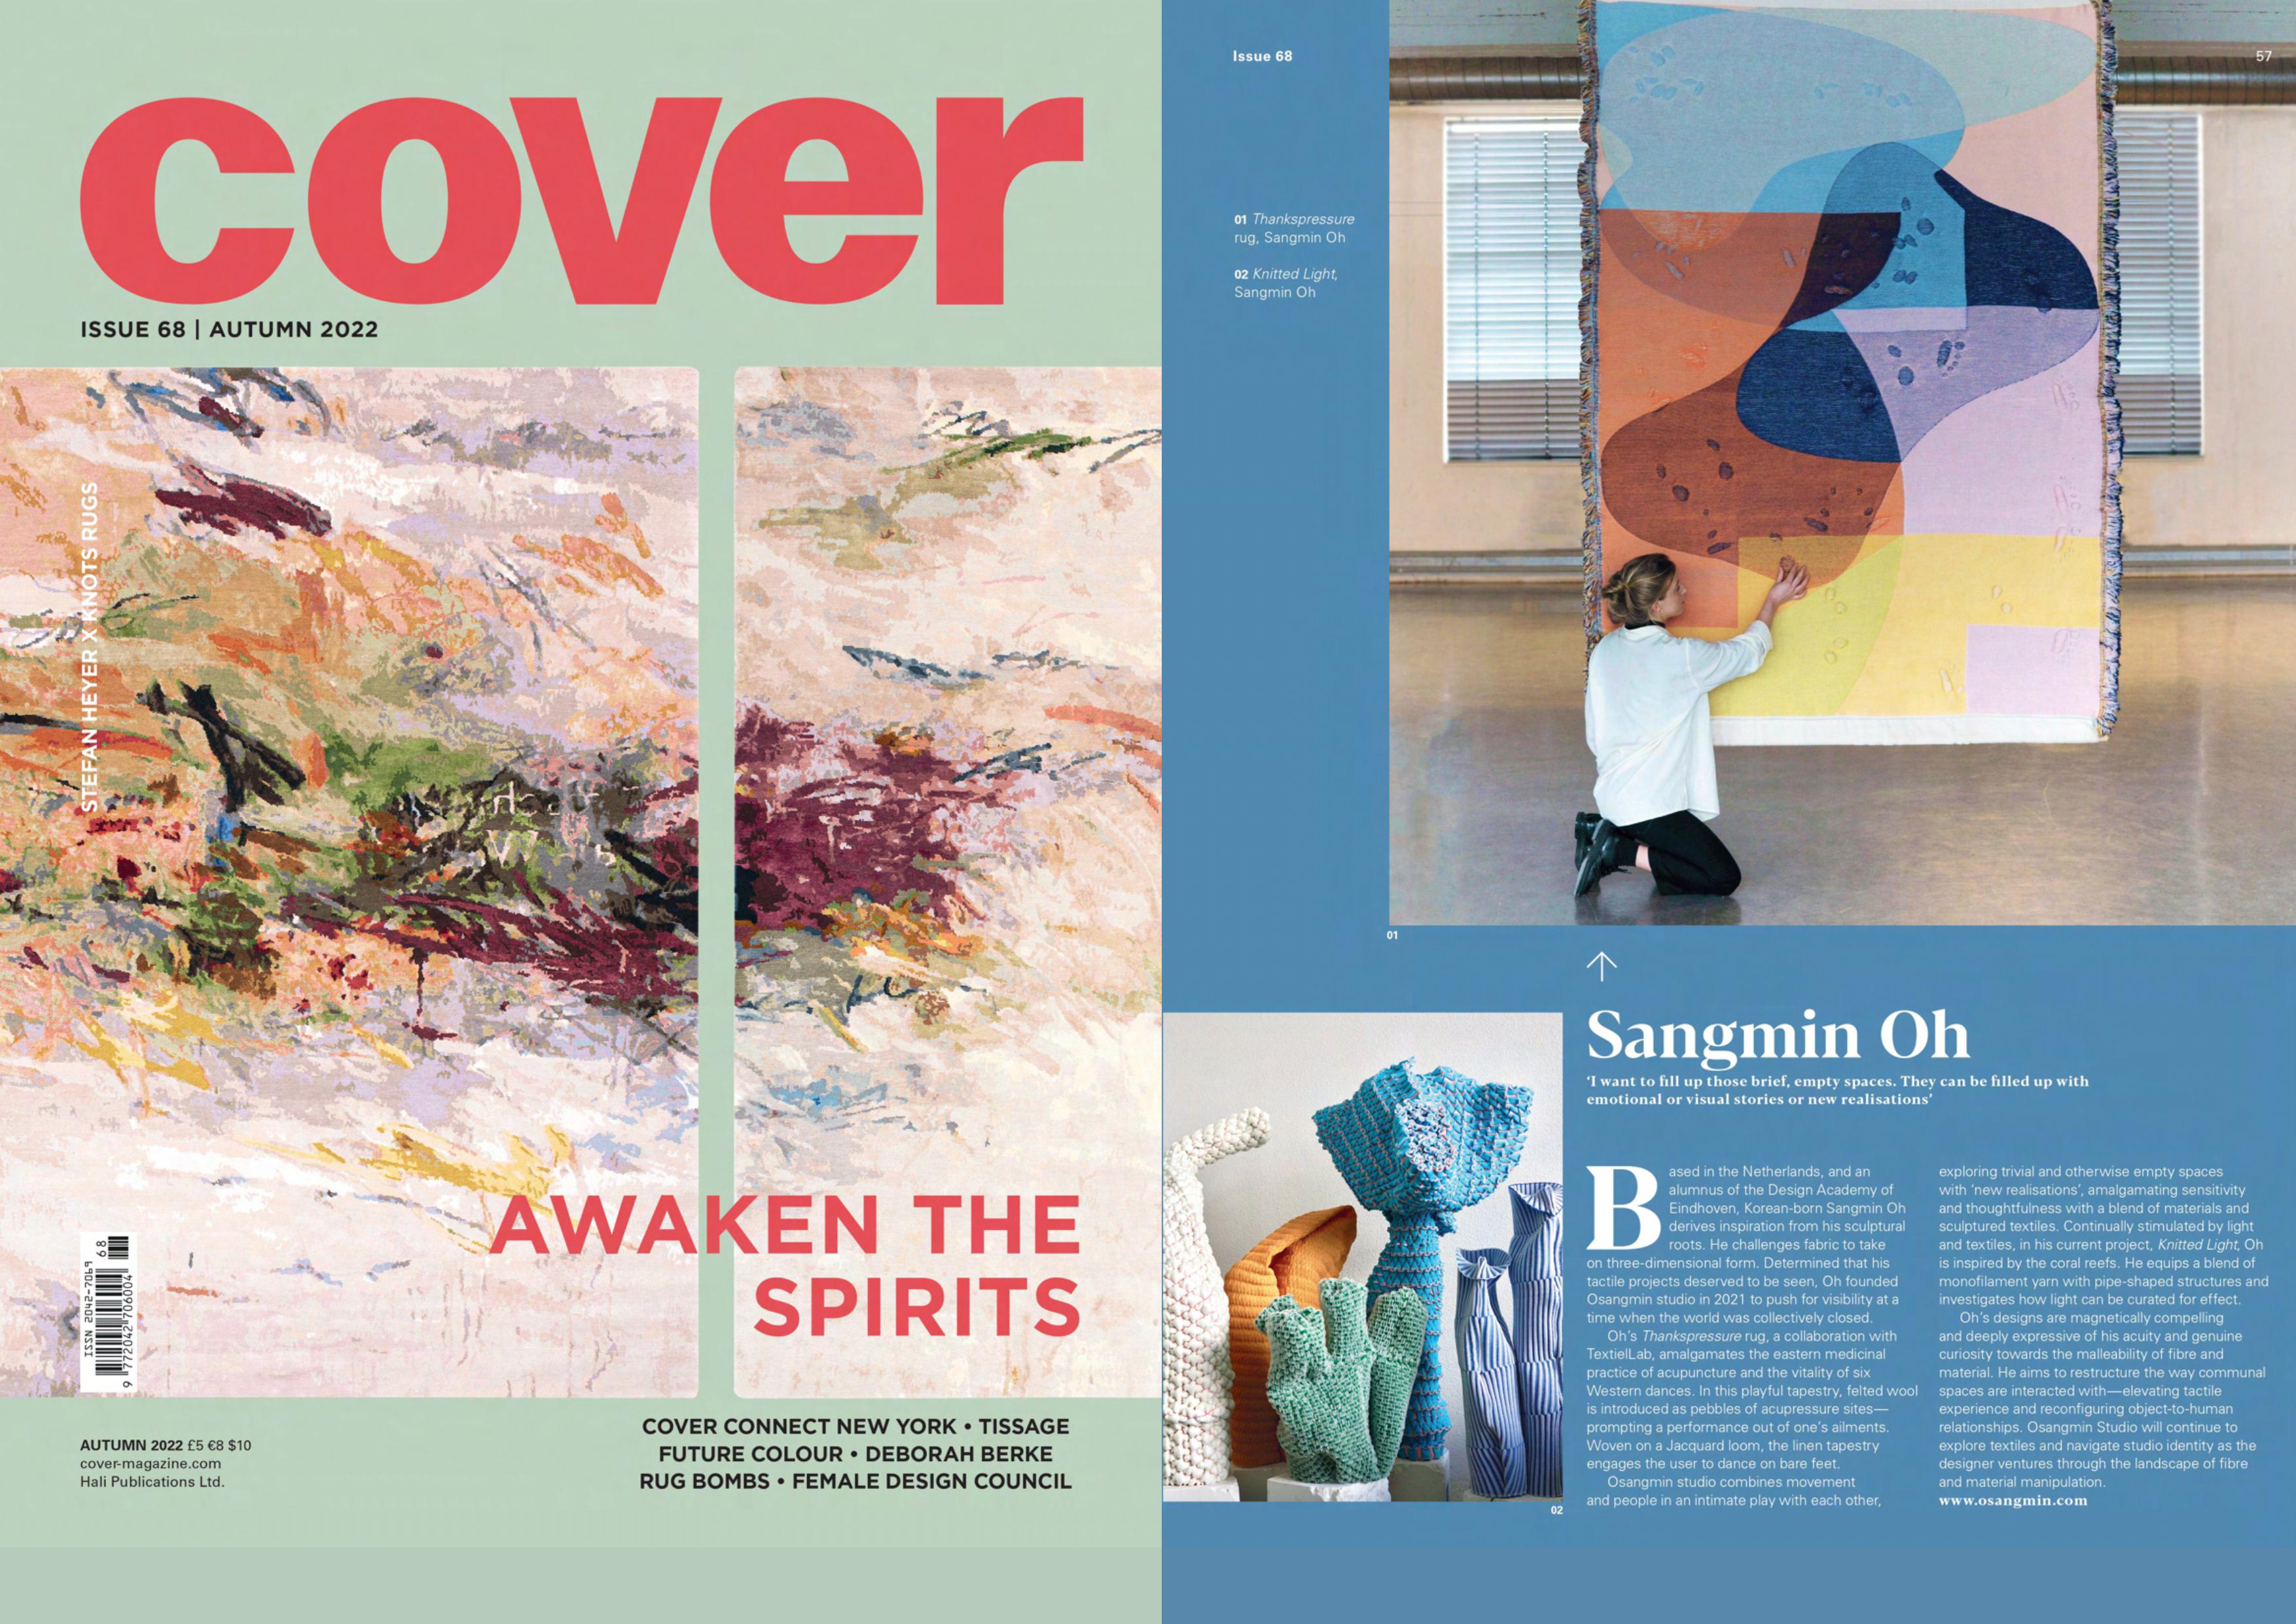 cover
ISSUE 68 | AUTUMN 2022
STEFAN HEYER X KNOTS RUGS
AWAKEN THE
SPIRITS
ISSN 2042-7069
68
9 772042 706004
AUTUMN 2022 £5 €8 $10
cover-magazine.com
Hali Publications Ltd.
COVER CONNECT NEW YORK • TISSAGE
FUTURE COLOUR • DEBORAH BERKE
RUG BOMBS • FEMALE DESIGN COUNCIL
Issue 68
57
01 Thankspressure
rug, Sangmin Oh
02 Knitted Light,
Sangmin Oh
01
02
Sangmin Oh
‘I want to fill up those brief, empty spaces. They can be filled up with
emotional or visual stories or new realisations’
Based in the Netherlands, and an
alumnus of the Design Academy of
Eindhoven, Korean-born Sangmin Oh
derives inspiration from his sculptural
roots. He challenges fabric to take
on three-dimensional form. Determined that his
tactile projects deserved to be seen, Oh founded
Osangmin studio in 2021 to push for visibility at a
time when the world was collectively closed.
Oh's Thankspressure rug, a collaboration with
TextielLab, amalgamates the eastern medicinal
practice of acupuncture and the vitality of six
Western dances. In this playful tapestry, felted wool
is introduced as pebbles of acupressure sites—
prompting a performance out of one's ailments.
Woven on a Jacquard loom, the linen tapestry
engages the user to dance on bare feet.
Osangmin studio combines movement
and people in an intimate play with each other,
exploring trivial and otherwise empty spaces
with 'new realisations', amalgamating sensitivity
and thoughtfulness with a blend of materials and
sculptured textiles. Continually stimulated by light
and textiles, in his current project, Knitted Light, Oh
is inspired by the coral reefs. He equips a blend of
monofilament yarn with pipe-shaped structures and
investigates how light can be curated for effect.
Oh's designs are magnetically compelling
and deeply expressive of his acuity and genuine
curiosity towards the malleability of fibre and
material. He aims to restructure the way communal
spaces are interacted with—elevating tactile
experience and reconfiguring object-to-human
relationships. Osangmin Studio will continue to
explore textiles and navigate studio identity as the
designer ventures through the landscape of fibre
and material manipulation.
www.osangmin.com